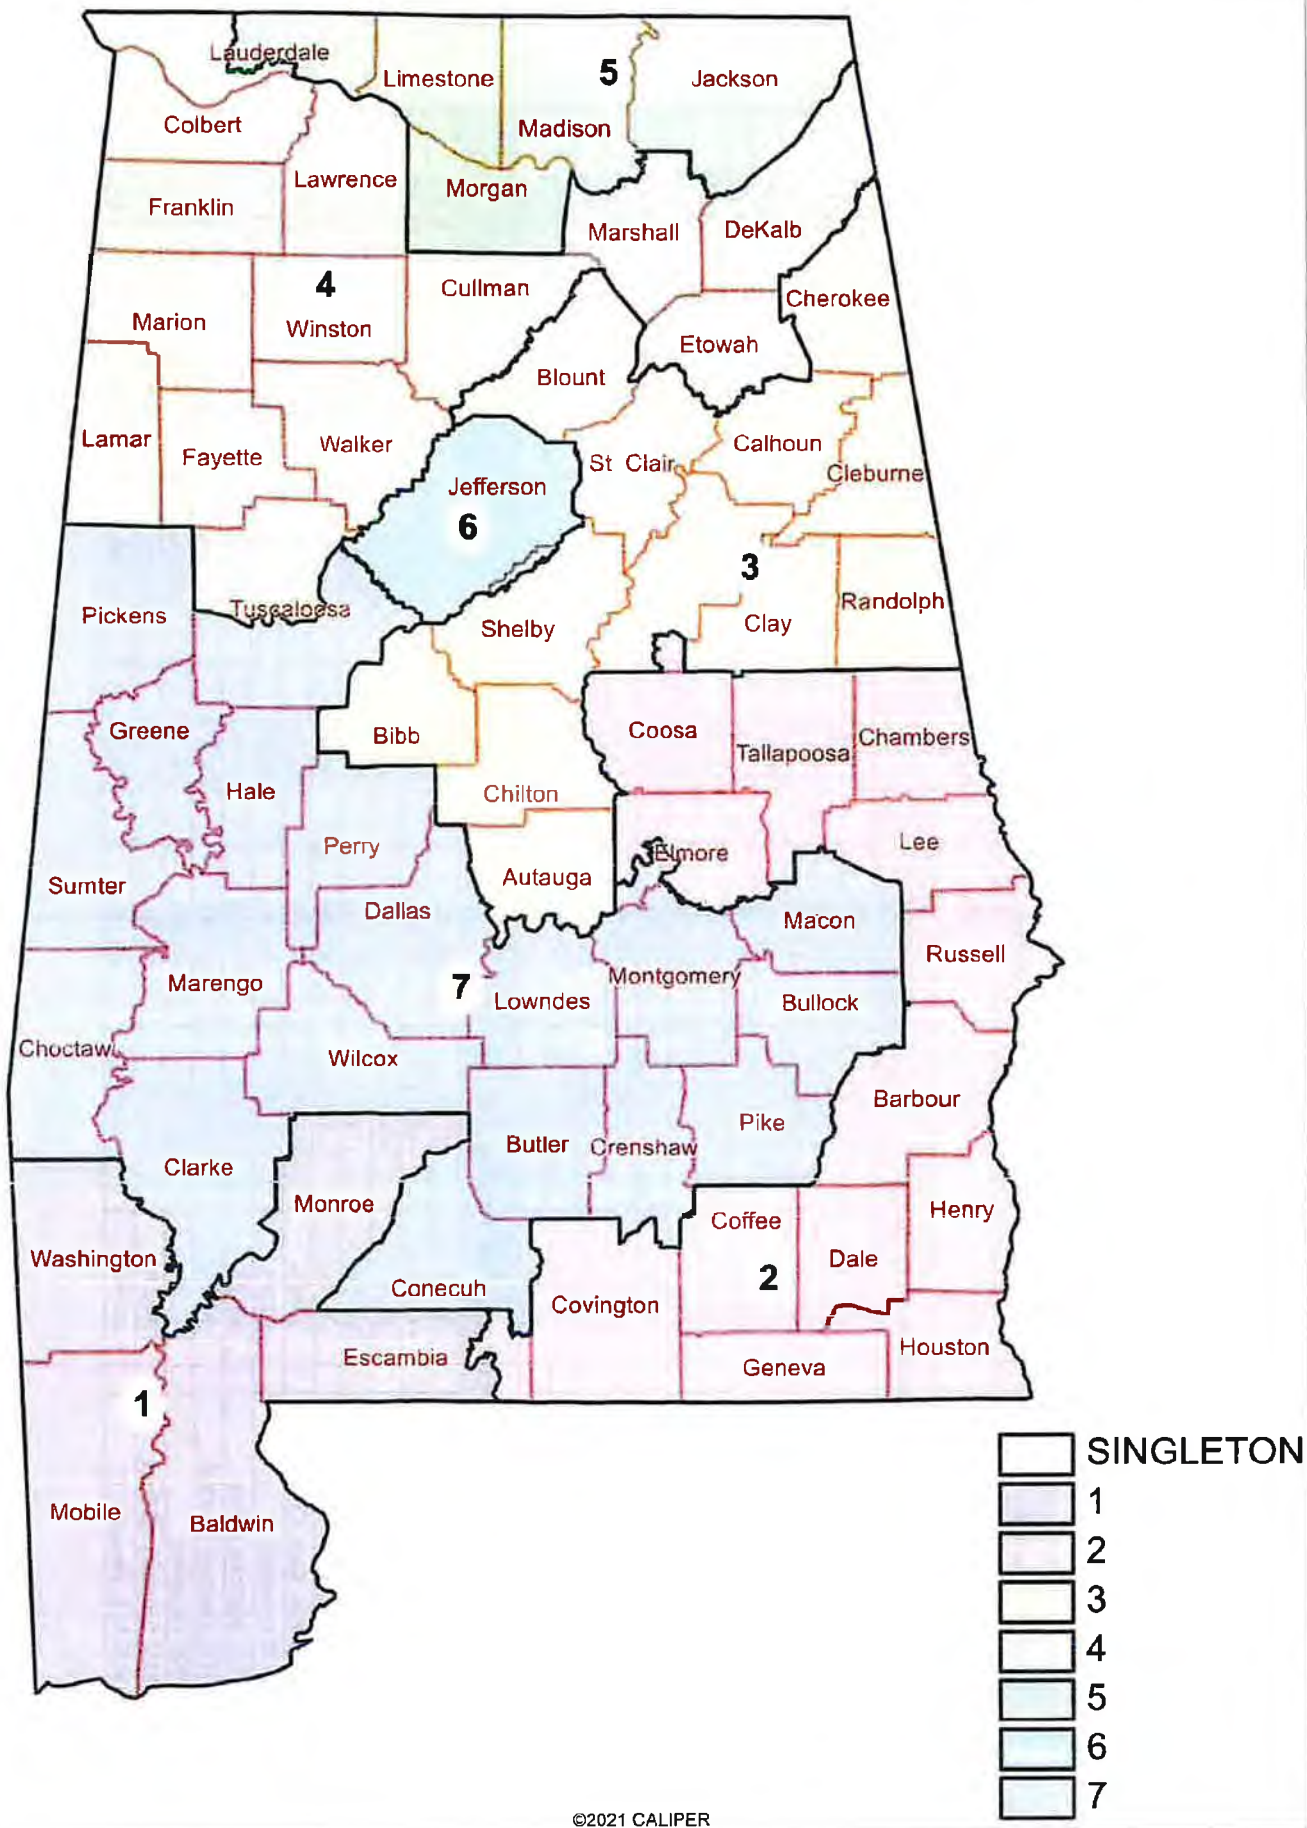 Lauderdale
Limestone
5
Jackson
Colbert
Madison
Lawrence
Morgan
Franklin
Marshall
DeKalb
4
Cullman
Cherokee
Marion
Winston
Etowah
Blount
Lamar
Fayette
Walker
St Clair
Calhoun
Cleburne
Jefferson
6
3
Pickens
Tuscaloosa
Shelby
Clay
Randolph
Greene
Bibb
Coosa
Tallapoosa
Chambers
Hale
Chilton
Perry
Elmore
Lee
Sumter
Autauga
Dallas
Macon
Marengo
7
Lowndes
Montgomery
Bullock
Russell
Choctaw
Wilcox
Barbour
Clarke
Butler
Crenshaw
Pike
Monroe
Coffee
Henry
Washington
Conecuh
Covington
2
Dale
Escambia
Geneva
Houston
1
Mobile
Baldwin
SINGLETON
1
2
3
4
5
6
7
©2021 CALIPER